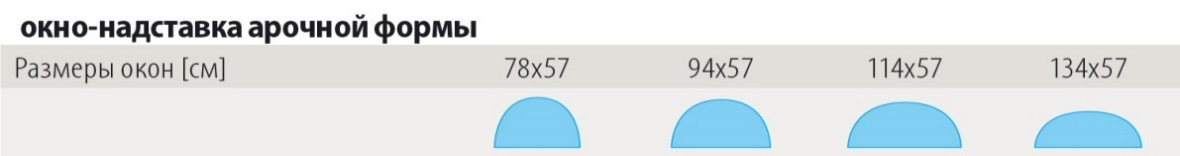 окно-надставка арочной формы
Размеры окон [см] 78x57 94x57 114x57 134x57